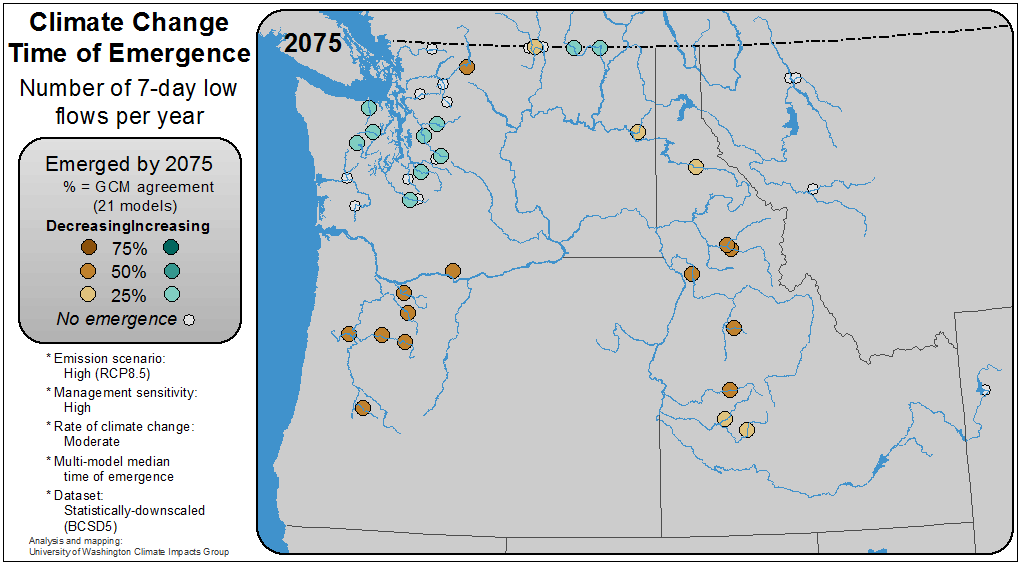 Climate Change
Time of Emergence
Number of 7-day low
flows per year
Emerged by 2075
% = GCM agreement
(21 models)
DecreasingIncreasing
75%
50%
25%
No emergence
* Emission scenario:
High (RCP8.5)
* Management sensitivity:
High
* Rate of climate change:
Moderate
* Multi-model median
time of emergence
* Dataset:
Statistically-downscaled
(BCSD5)
Analysis and mapping:
University of Washington Climate Impacts Group
2075